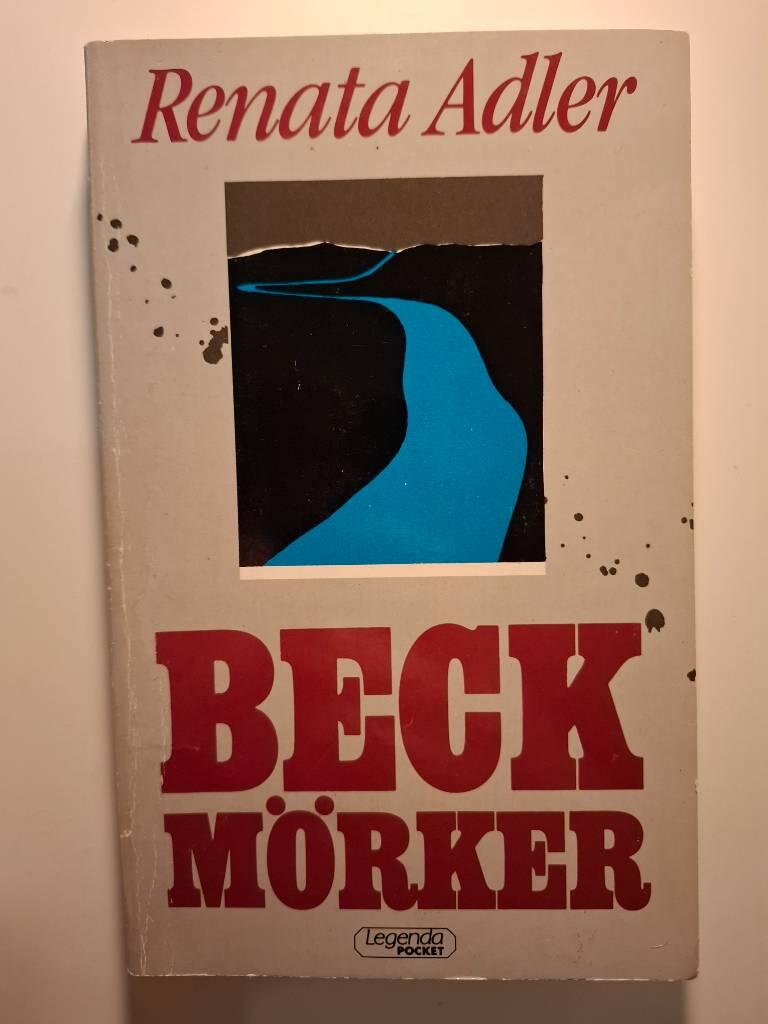 Renata Adler
BECK
MÖRKER
Legenda
POCKET